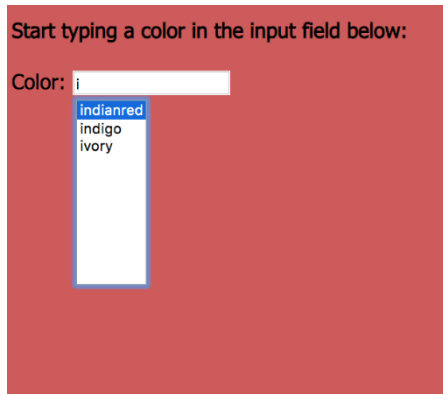 Start typing a color in the input field below:
Color: i
indianred
indigo
ivory